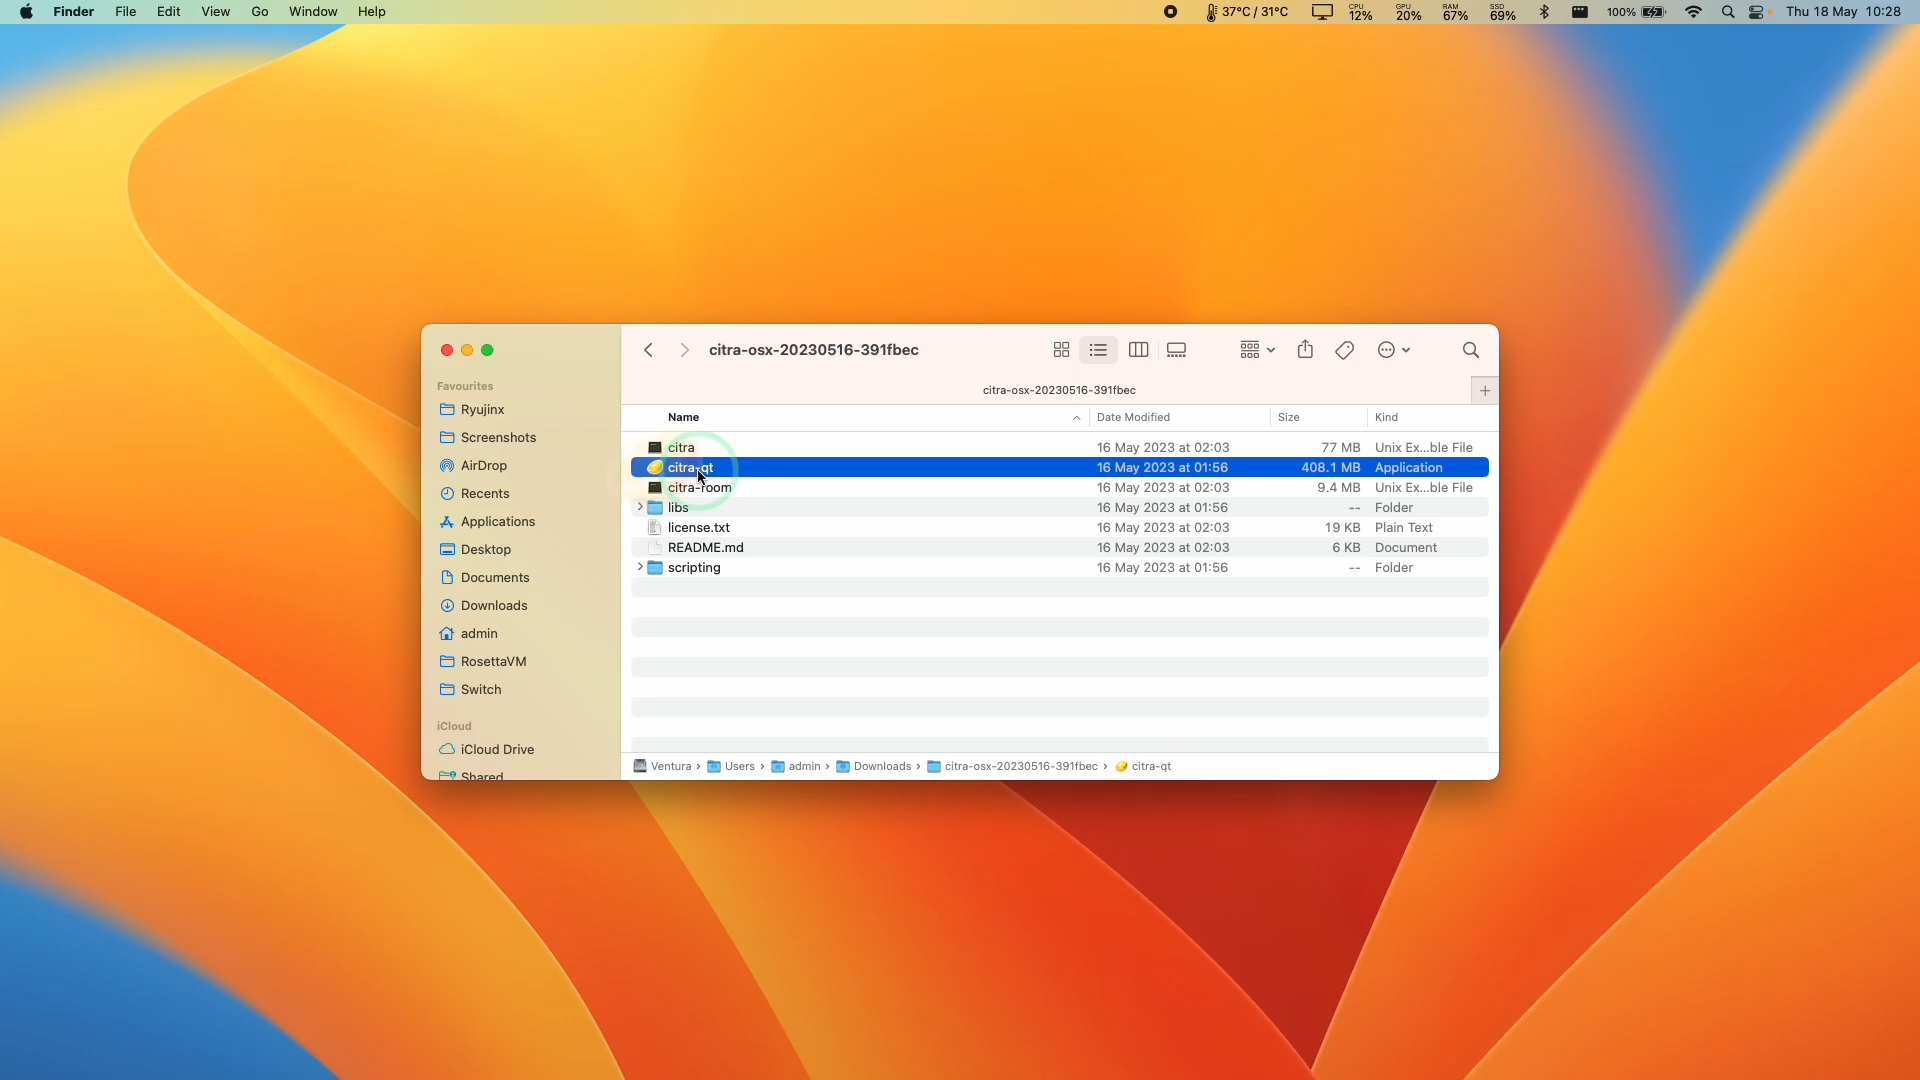 Finder File Edit View Go Window Help 37°C / 31°C CPU 12% GPU 20% RAM 67% SSD 69% 100% Thu 18 May 10:28
citra-osx-20230516-391fbec
citra-osx-20230516-391fbec
Favourites
Ryujinx
Screenshots
AirDrop
Recents
Applications
Desktop
Documents
Downloads
admin
RosettaVM
Switch
iCloud
iCloud Drive
Shared
Name Date Modified Size Kind
citra 16 May 2023 at 02:03 77 MB Unix Ex...ble File
citra-qt 16 May 2023 at 01:56 408.1 MB Application
citra-room 16 May 2023 at 02:03 9.4 MB Unix Ex...ble File
libs 16 May 2023 at 01:56 -- Folder
license.txt 16 May 2023 at 02:03 19 KB Plain Text
README.md 16 May 2023 at 02:03 6 KB Document
scripting 16 May 2023 at 01:56 -- Folder
Ventura › Users › admin › Downloads › citra-osx-20230516-391fbec › citra-qt